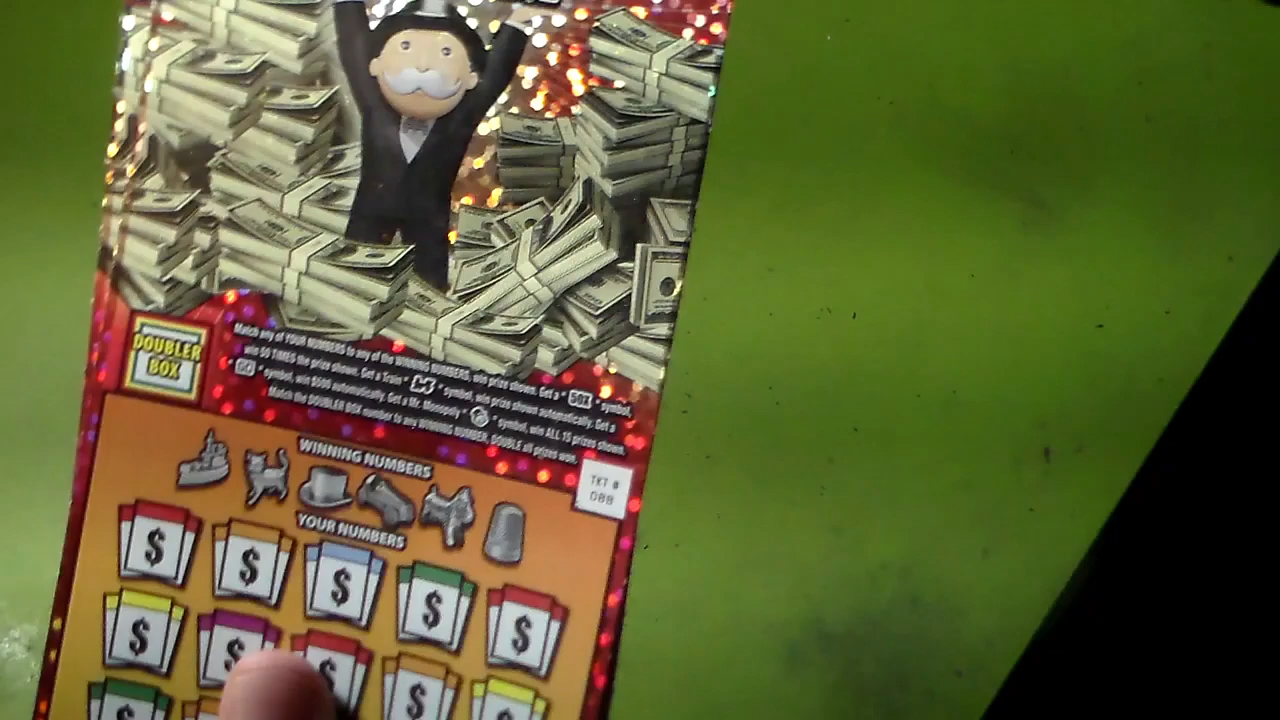 DOUBLER
BOX
Match any of YOUR NUMBERS to any of the WINNING NUMBERS, win prize shown. Get a " 50X " symbol,
win 50 TIMES the prize shown. Get a Train " " symbol, win prize shown automatically. Get a
" " symbol, win $500 automatically. Get a Mr. Monopoly " " symbol, win ALL 15 prizes shown.
Match the DOUBLER BOX number to any WINNING NUMBER, DOUBLE all prizes won.
WINNING NUMBERS
TKT #
088
YOUR NUMBERS
$ $ $ $ $
$ $ $ $ $
$ $ $